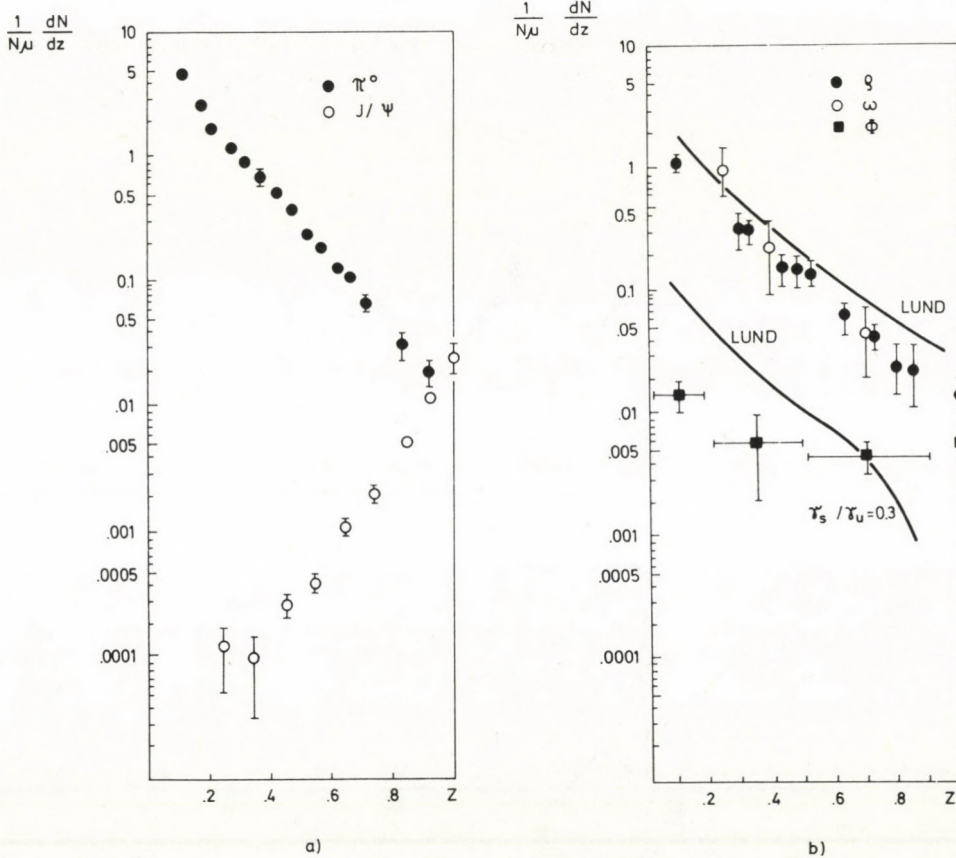 1/Nμ dN/dz
10
5
1
0.5
0.1
0.5
.01
.005
.001
.0005
.0001
.2 .4 .6 .8 Z
● π°
○ J/Ψ
a)
1/Nμ dN/dz
10
5
1
0.5
0.1
.05
.01
.005
.001
.0005
.0001
.2 .4 .6 .8 Z
● ρ
○ ω
■ Φ
LUND
LUND
γs / γu = 0.3
b)